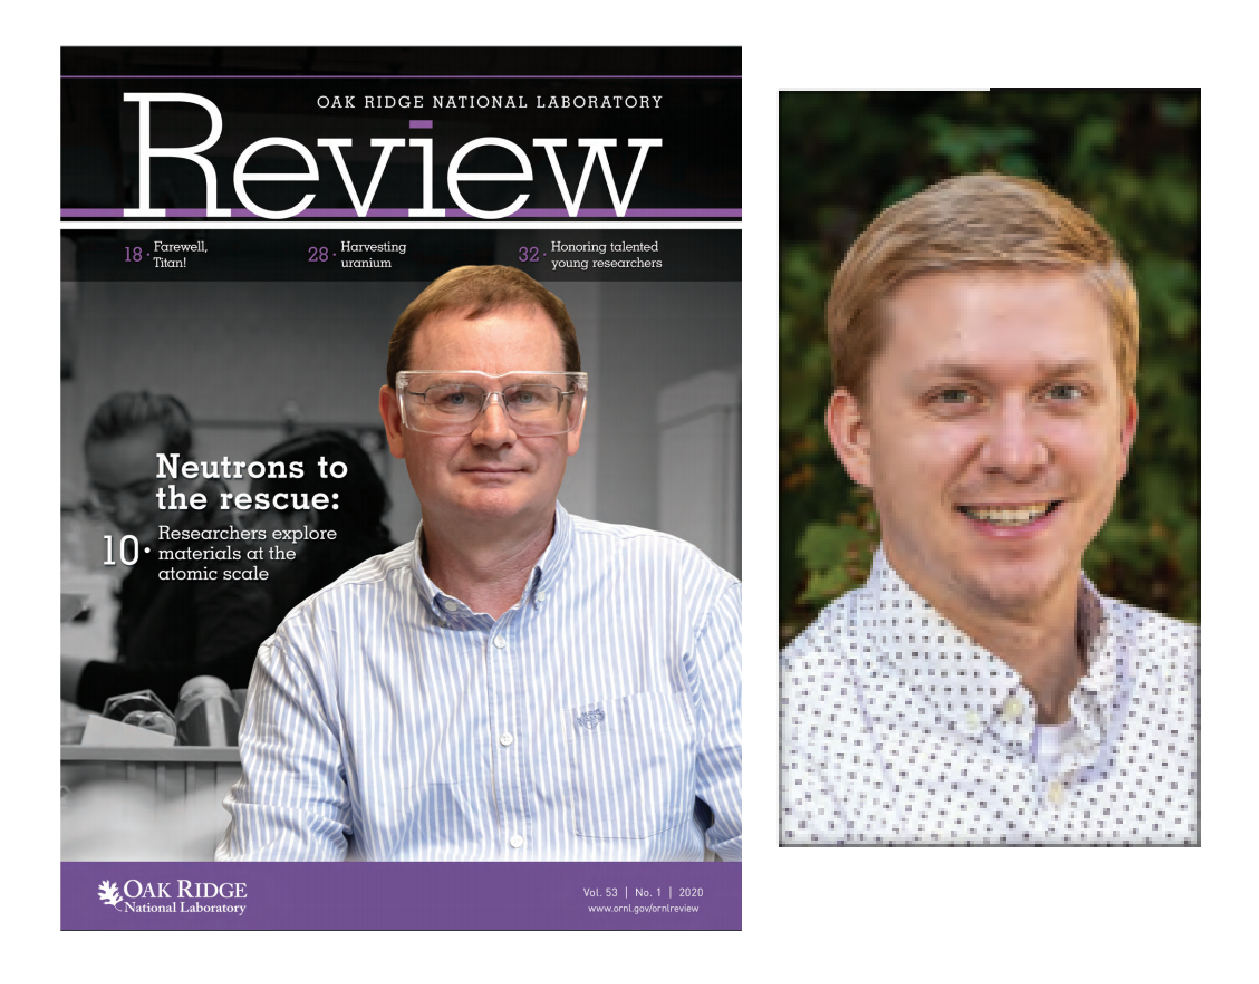 OAK RIDGE NATIONAL LABORATORY
Review
18 · Farewell,
Titan!
28 · Harvesting
uranium
32 · Honoring talented
young researchers
Neutrons to
the rescue:
10 · Researchers explore
materials at the
atomic scale
OAK RIDGE
National Laboratory
Vol. 53 | No. 1 | 2020
www.ornl.gov/ornlreview